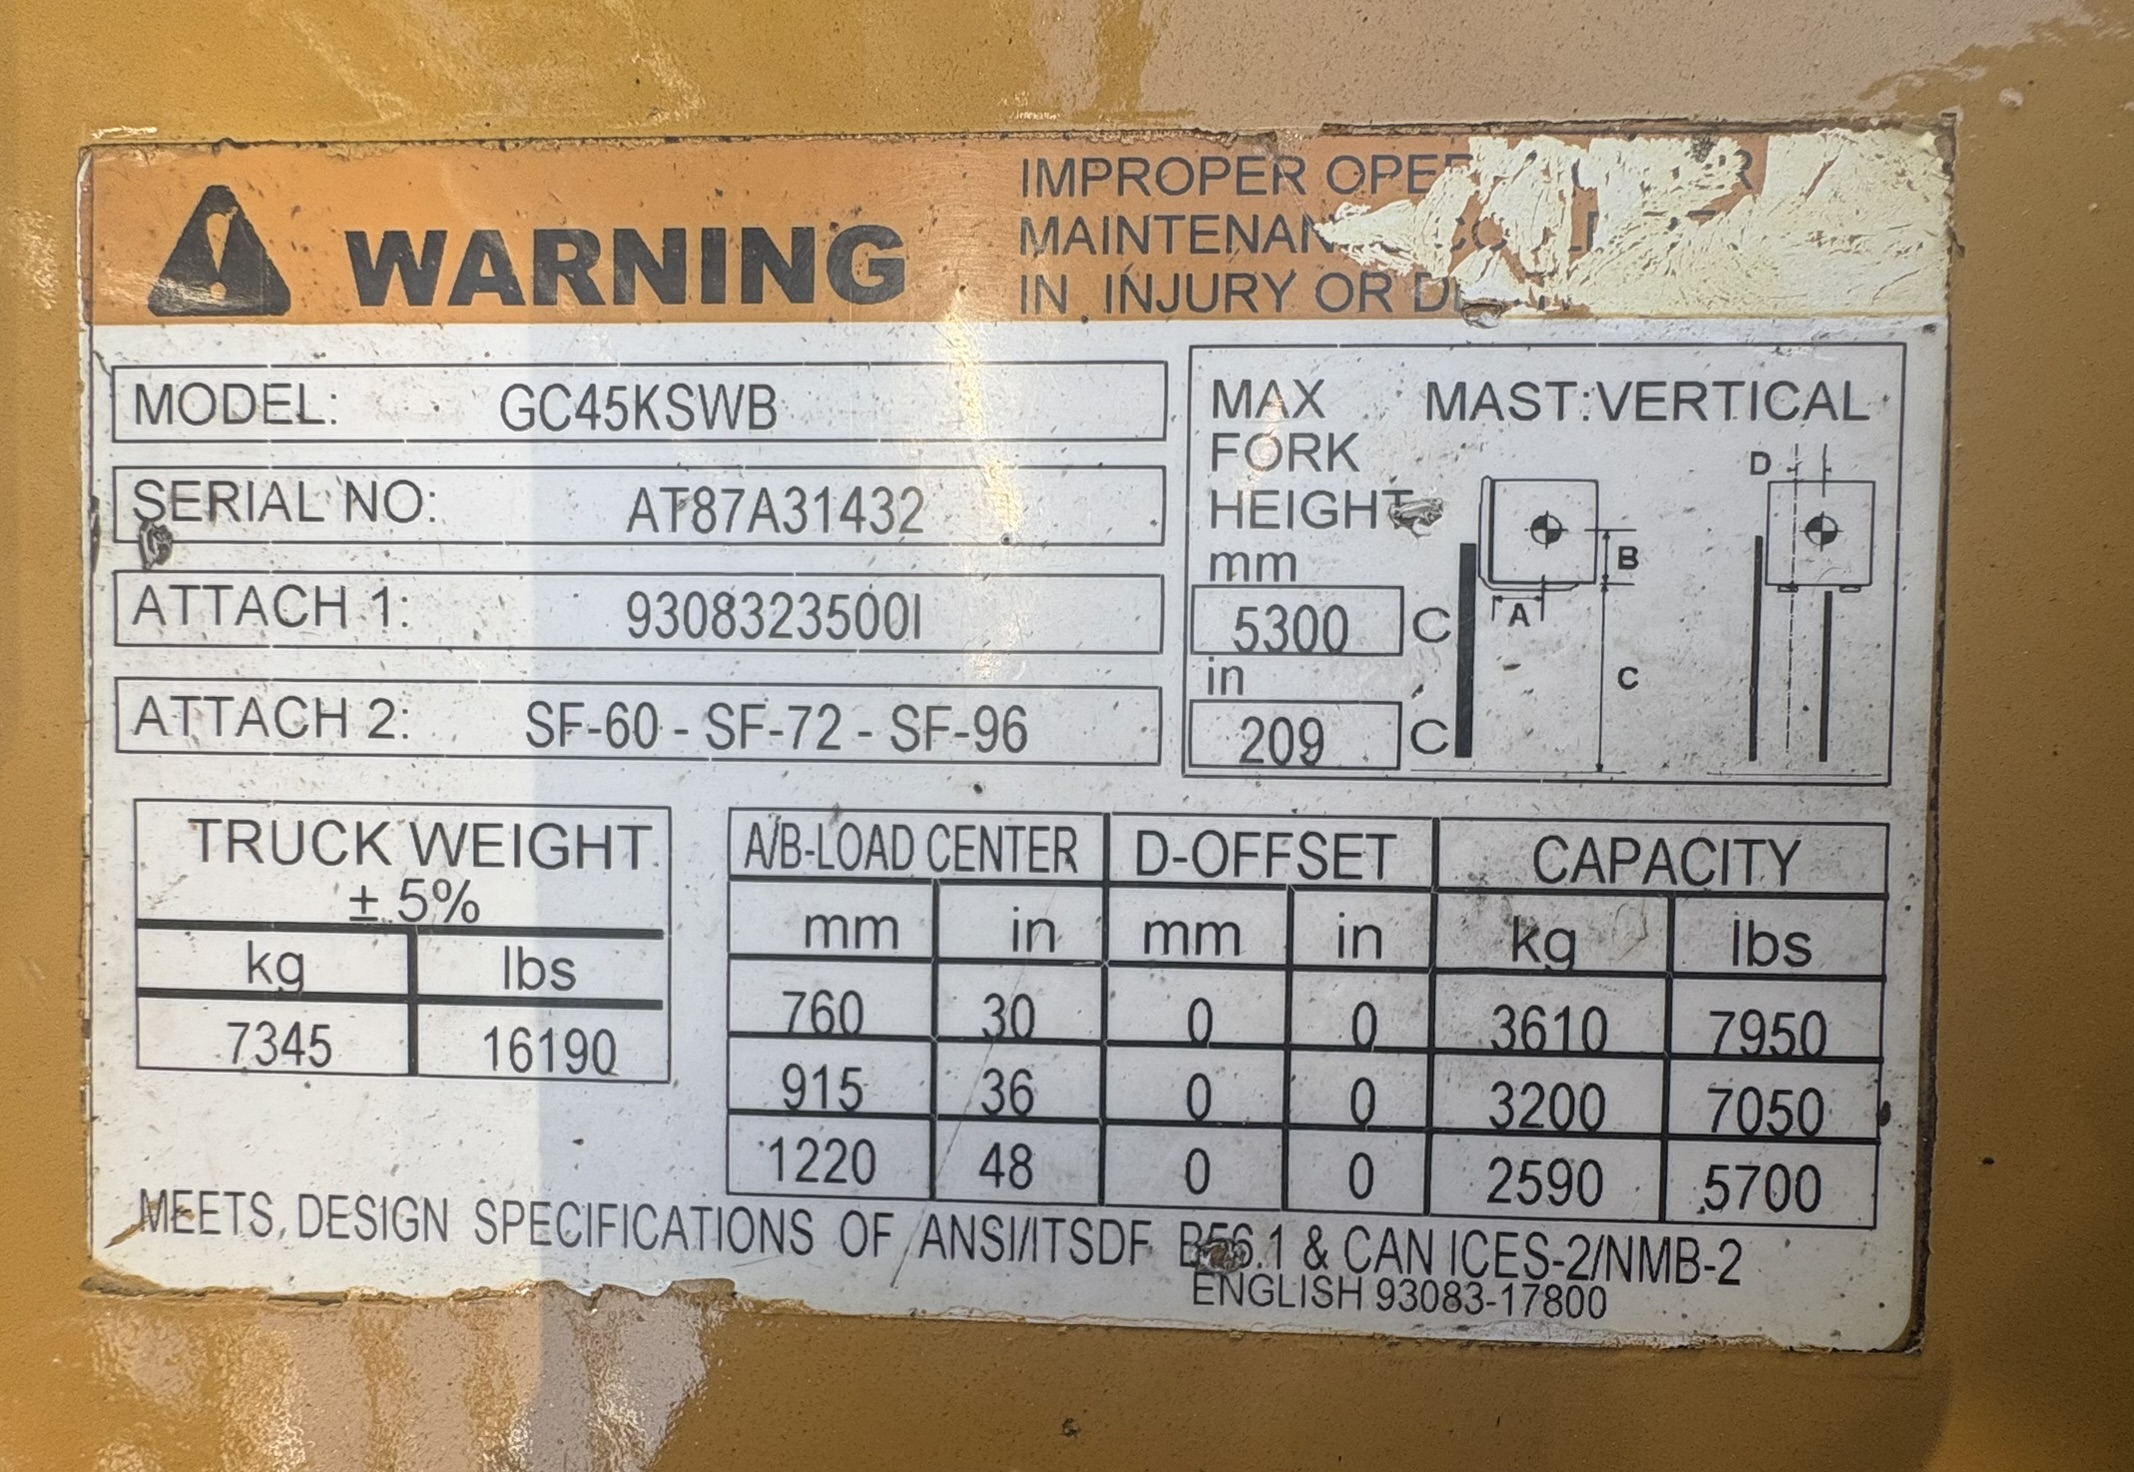 WARNING
IMPROPER
MAINTENANCE
IN INJURY OR
MODEL: GC45KSWB
SERIAL NO: AT87A31432
ATTACH 1: 9308323500I
ATTACH 2: SF-60 - SF-72 - SF-96
MAX MAST:VERTICAL
FORK
HEIGHT
mm
5300 C
in
209 C
D
B
A
C
TRUCK WEIGHT
± 5%
kg lbs
7345 16190
A/B-LOAD CENTER D-OFFSET CAPACITY
mm in mm in kg lbs
760 30 0 0 3610 7950
915 36 0 0 3200 7050
1220 48 0 0 2590 5700
MEETS DESIGN SPECIFICATIONS OF ANSI/ITSDF B56.1 & CAN ICES-2/NMB-2
ENGLISH 93083-17800